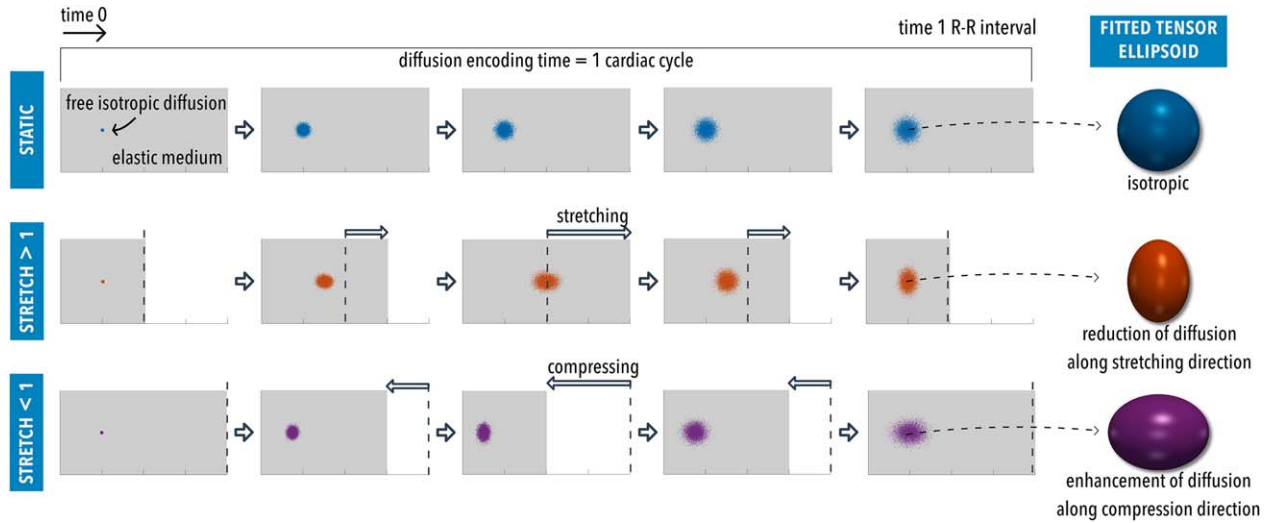 time 0
time 1 R-R interval
FITTED TENSOR
ELLIPSOID
diffusion encoding time = 1 cardiac cycle
STATIC
free isotropic diffusion
elastic medium
isotropic
STRETCH > 1
stretching
reduction of diffusion
along stretching direction
STRETCH < 1
compressing
enhancement of diffusion
along compression direction